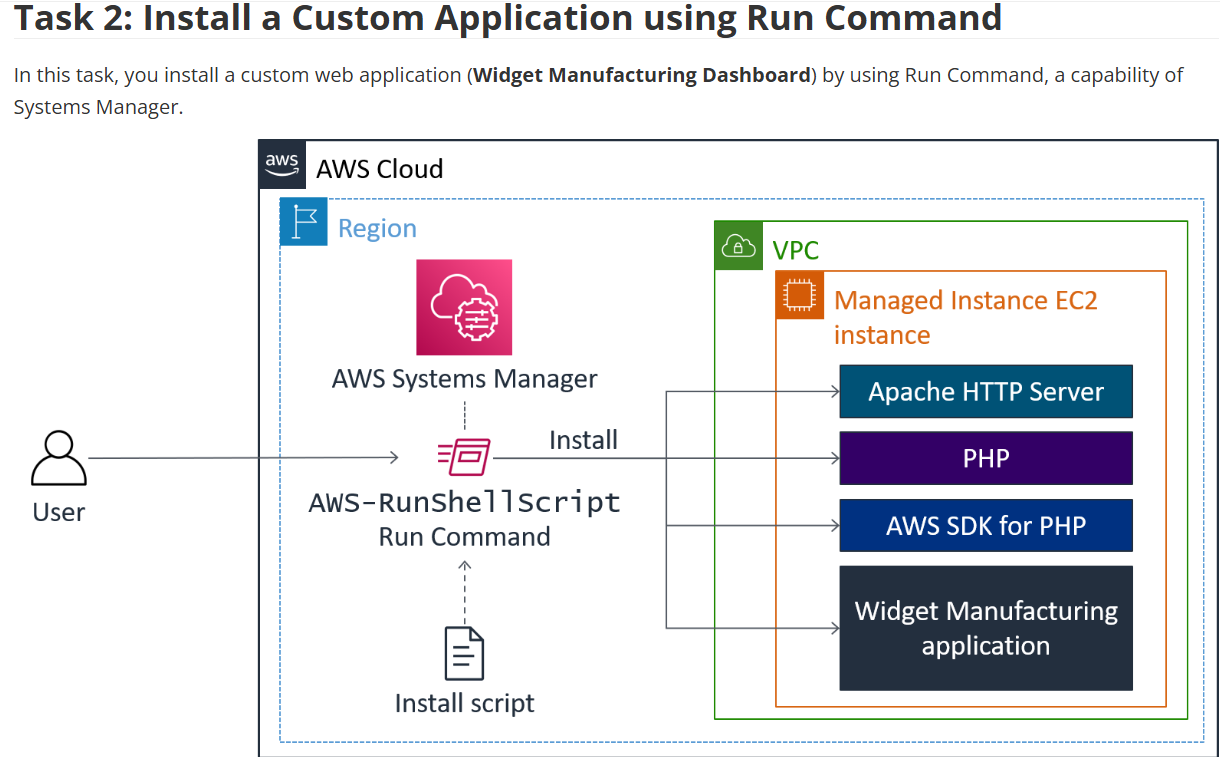 Task 2: Install a Custom Application using Run Command
In this task, you install a custom web application (Widget Manufacturing Dashboard) by using Run Command, a capability of
Systems Manager.
aws
AWS Cloud
Region
VPC
Managed Instance EC2
instance
AWS Systems Manager
Apache HTTP Server
Install
PHP
User
AWS-RunShellScript
Run Command
AWS SDK for PHP
Widget Manufacturing
application
Install script